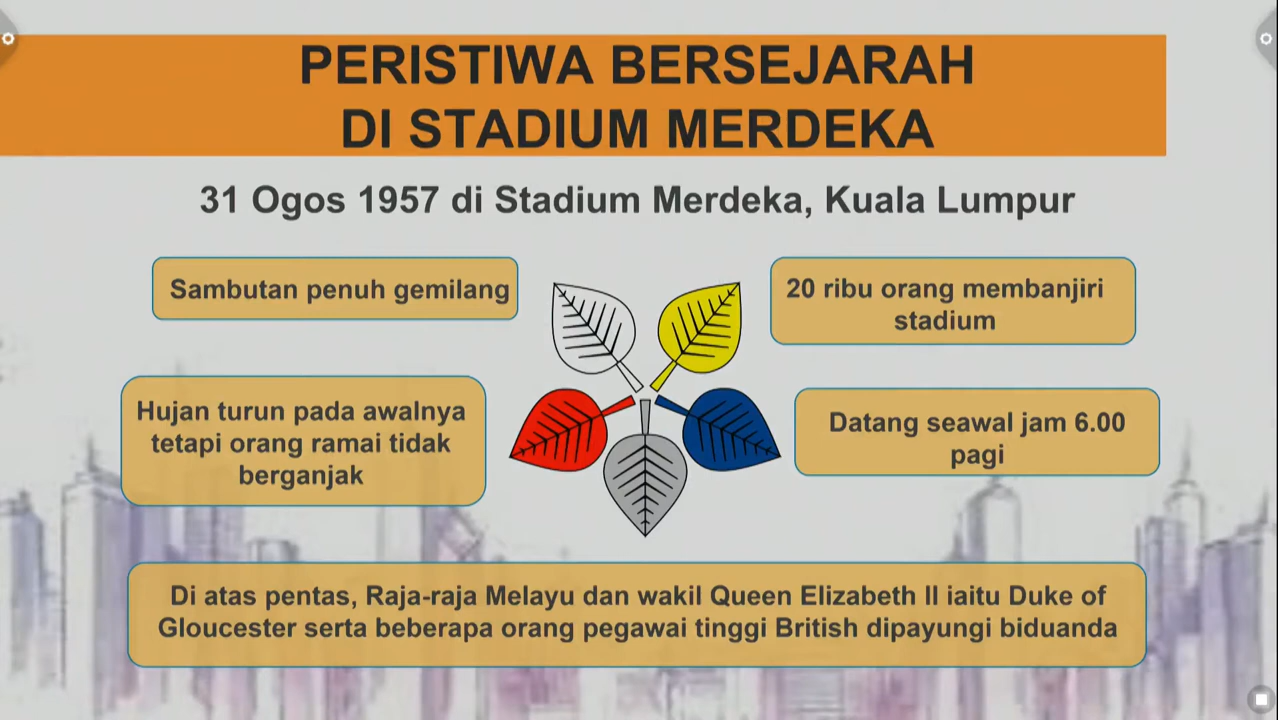 PERISTIWA BERSEJARAH
DI STADIUM MERDEKA
31 Ogos 1957 di Stadium Merdeka, Kuala Lumpur
Sambutan penuh gemilang
20 ribu orang membanjiri
stadium
Hujan turun pada awalnya
tetapi orang ramai tidak
berganjak
Datang seawal jam 6.00
pagi
Di atas pentas, Raja-raja Melayu dan wakil Queen Elizabeth II iaitu Duke of
Gloucester serta beberapa orang pegawai tinggi British dipayungi biduanda